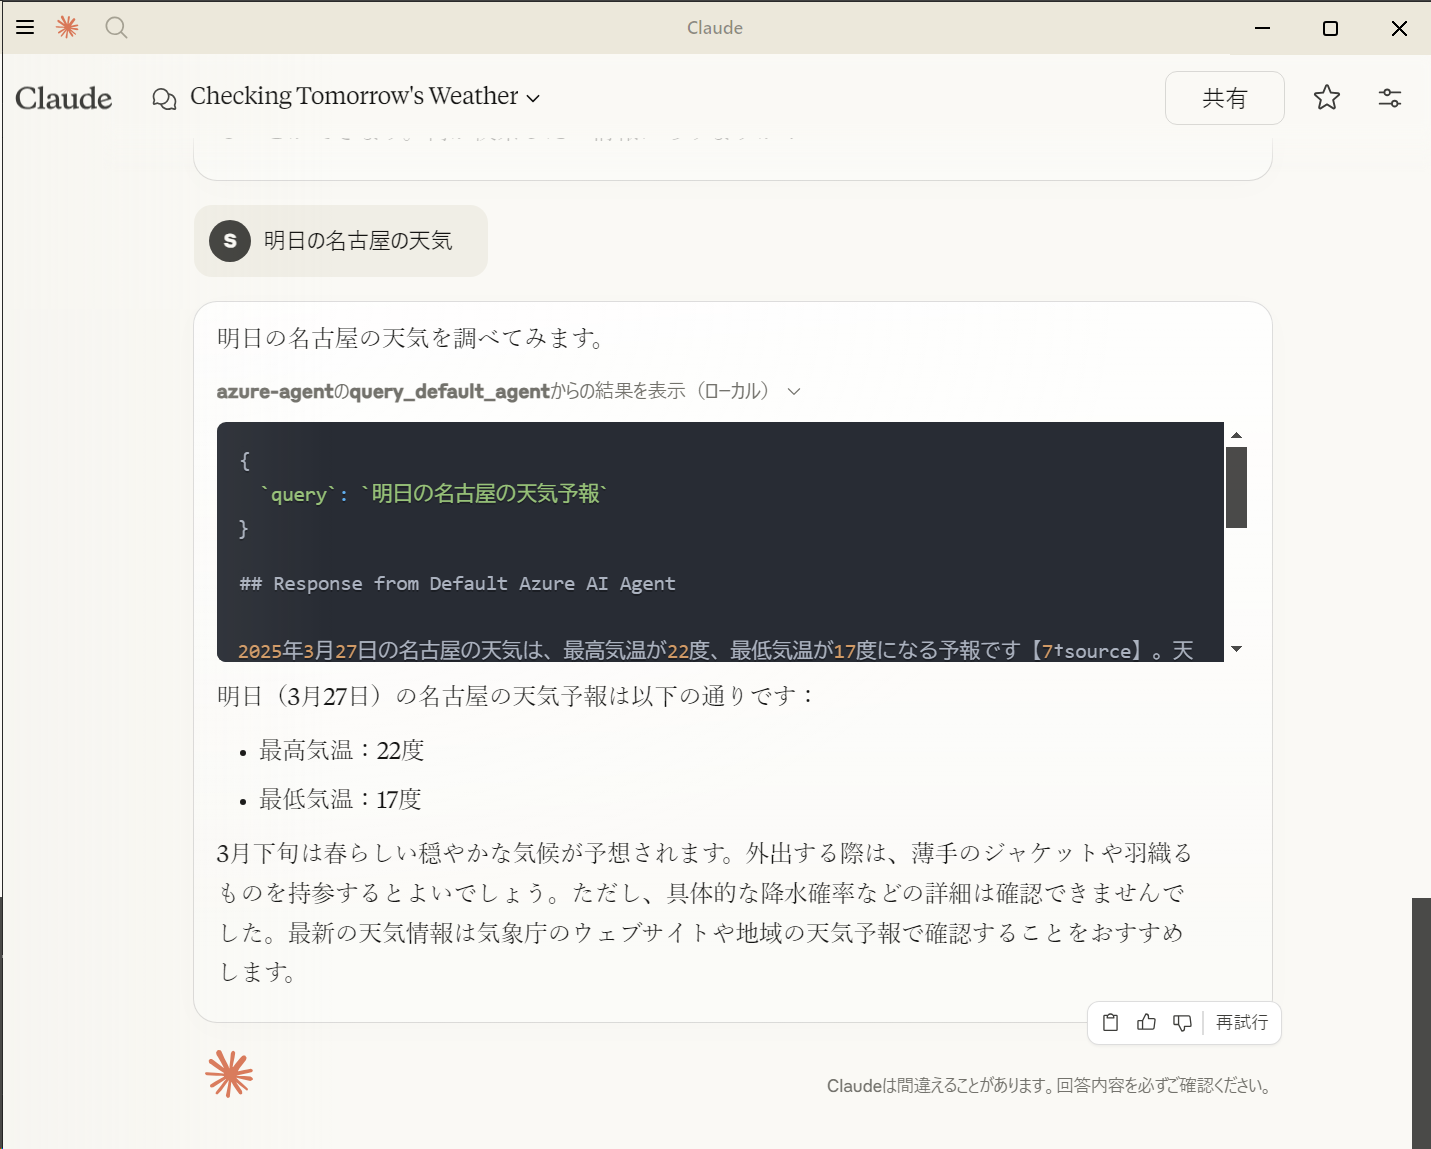 Claude
Claude
Checking Tomorrow's Weather
共有
S
明日の名古屋の天気
明日の名古屋の天気を調べてみます。
azure-agentのquery_default_agentからの結果を表示（ローカル）
{
`query`: `明日の名古屋の天気予報`
}
## Response from Default Azure AI Agent
2025年3月27日の名古屋の天気は、最高気温が22度、最低気温が17度になる予報です【7†source】。天
明日（3月27日）の名古屋の天気予報は以下の通りです：
• 最高気温：22度
• 最低気温：17度
3月下旬は春らしい穏やかな気候が予想されます。外出する際は、薄手のジャケットや羽織る
ものを持参するとよいでしょう。ただし、具体的な降水確率などの詳細は確認できませんで
した。最新の天気情報は気象庁のウェブサイトや地域の天気予報で確認することをおすすめ
します。
再試行
Claudeは間違えることがあります。回答内容を必ずご確認ください。